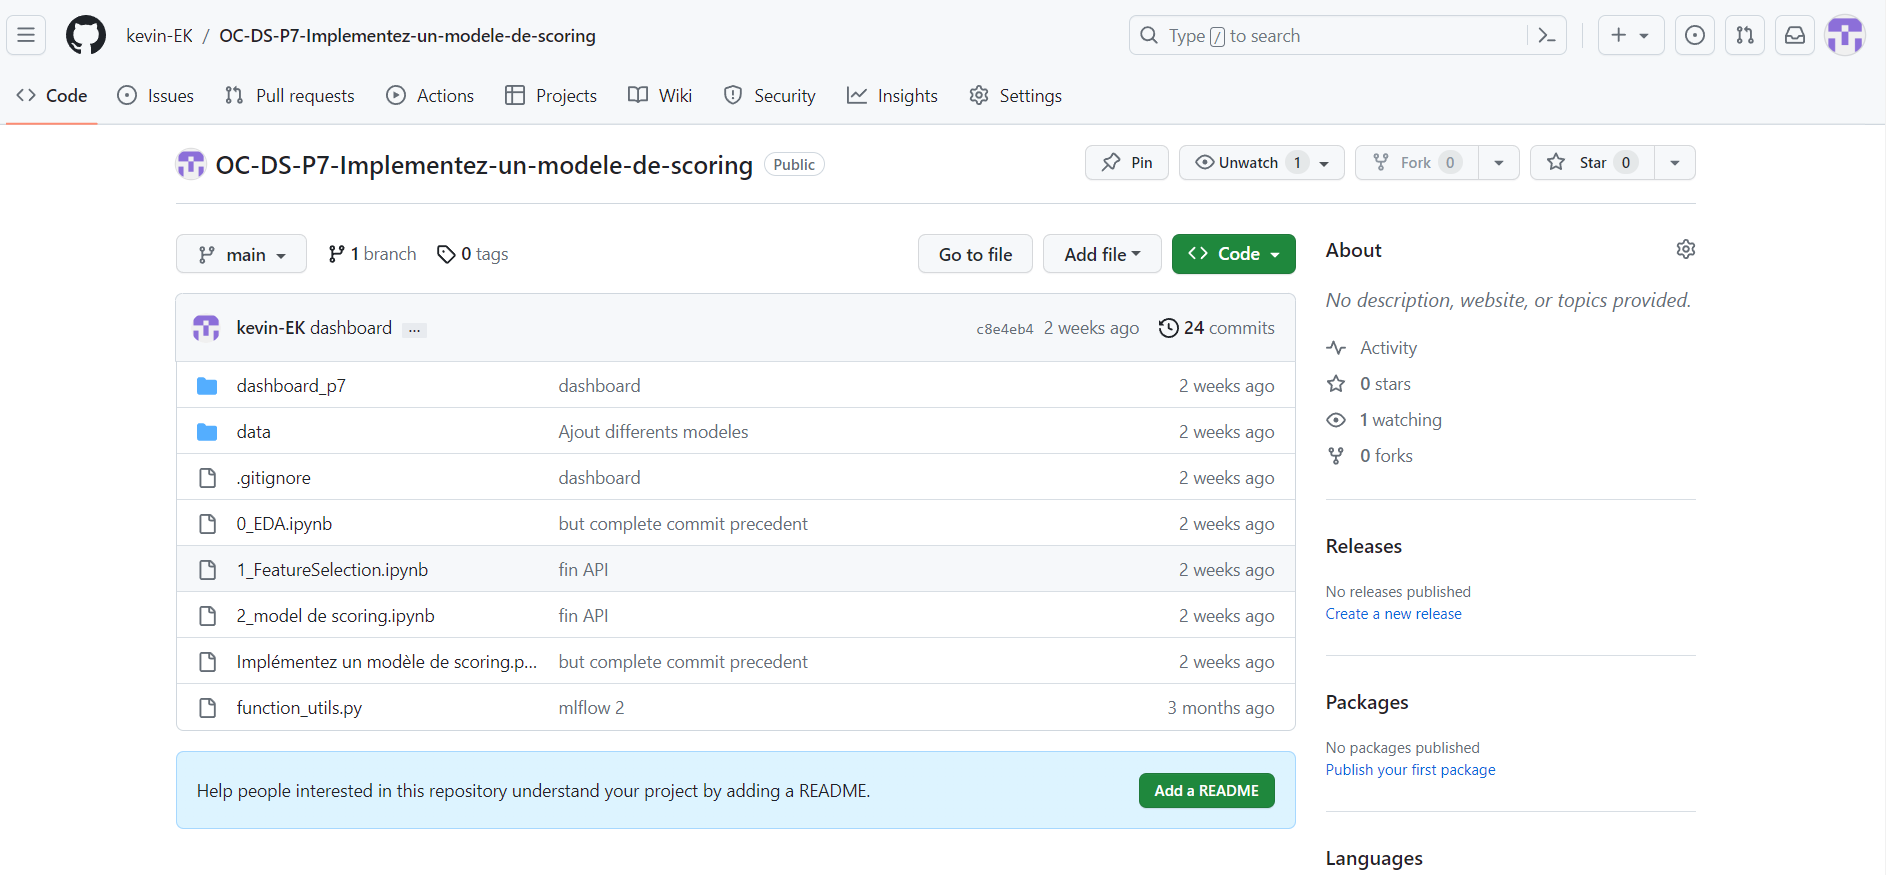 kevin-EK / OC-DS-P7-Implementez-un-modele-de-scoring
Type / to search
Code Issues Pull requests Actions Projects Wiki Security Insights Settings
OC-DS-P7-Implementez-un-modele-de-scoring Public
Pin Unwatch 1 Fork 0 Star 0
main 1 branch 0 tags Go to file Add file Code
kevin-EK dashboard ... c8e4eb4 2 weeks ago 24 commits
dashboard_p7 dashboard 2 weeks ago
data Ajout differents modeles 2 weeks ago
.gitignore dashboard 2 weeks ago
0_EDA.ipynb but complete commit precedent 2 weeks ago
1_FeatureSelection.ipynb fin API 2 weeks ago
2_model de scoring.ipynb fin API 2 weeks ago
Implémentez un modèle de scoring.p... but complete commit precedent 2 weeks ago
function_utils.py mlflow 2 3 months ago
Help people interested in this repository understand your project by adding a README. Add a README
About
No description, website, or topics provided.
Activity
0 stars
1 watching
0 forks
Releases
No releases published
Create a new release
Packages
No packages published
Publish your first package
Languages